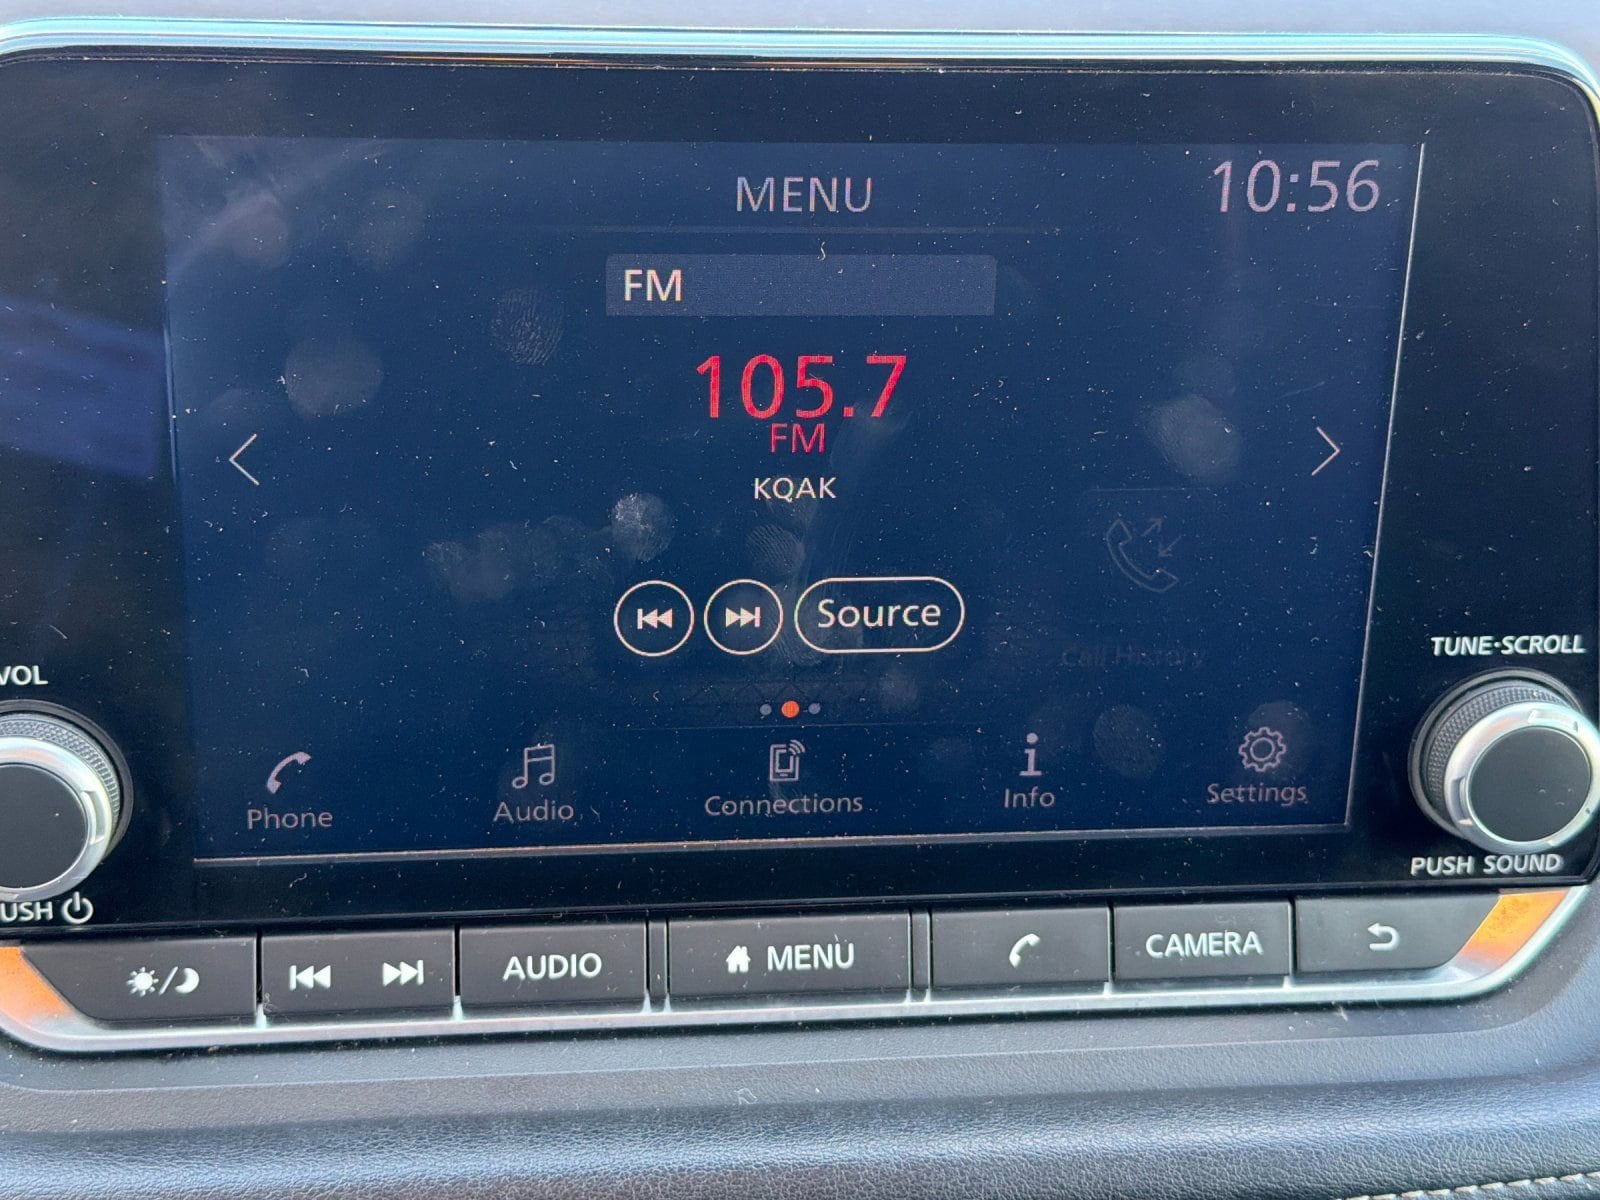 MENU
10:56
FM
105.7
FM
KQAK
Source
Call History
Phone
Audio
Connections
Info
Settings
VOL
TUNE·SCROLL
USH
PUSH SOUND
AUDIO
MENU
CAMERA